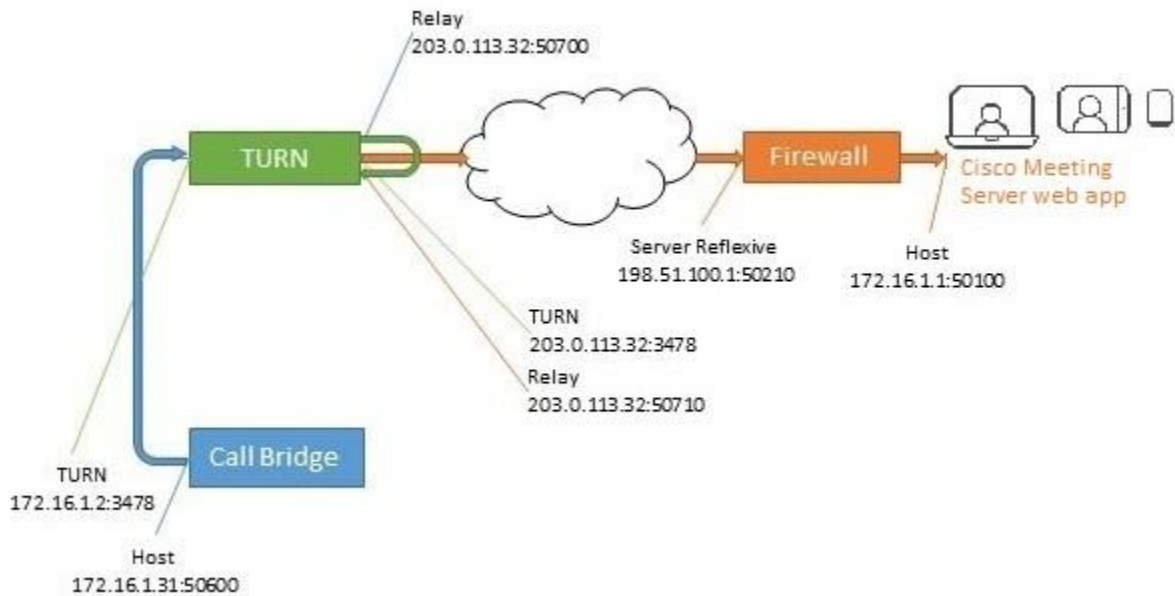 Relay
203.0.113.32:50700
TURN
Firewall
Cisco Meeting
Server web app
Server Reflexive
198.51.100.1:50210
Host
172.16.1.1:50100
TURN
203.0.113.32:3478
Relay
203.0.113.32:50710
Call Bridge
TURN
172.16.1.2:3478
Host
172.16.1.31:50600